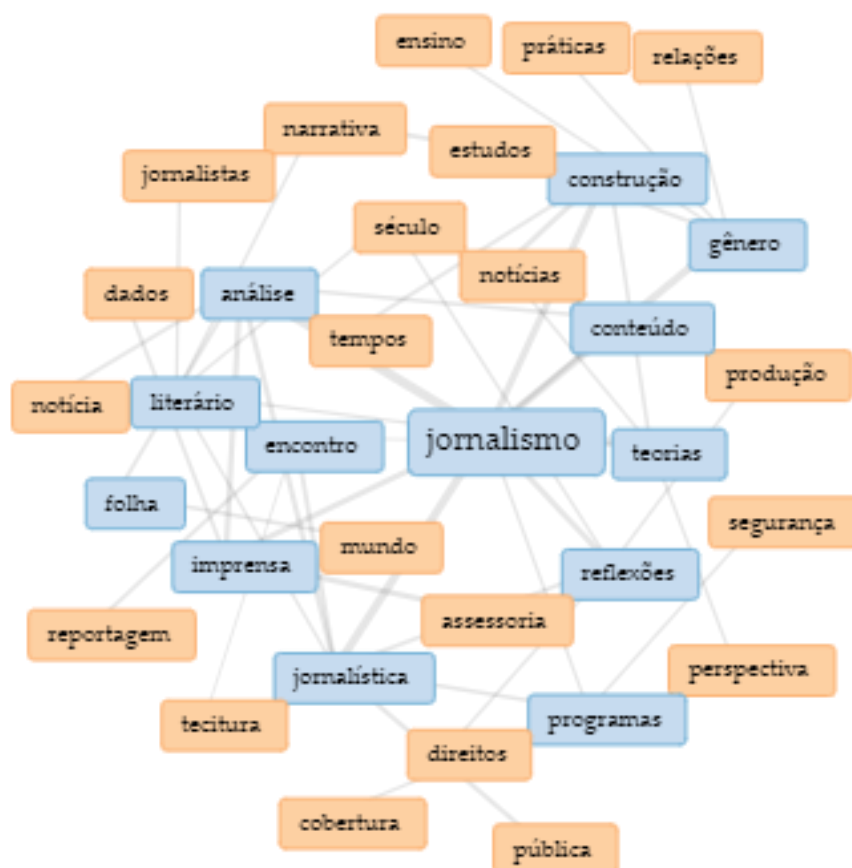 ensino
práticas
relações
narrativa
estudos
jornalistas
construção
século
gênero
notícias
dados
análise
tempos
conteúdo
produção
notícia
literário
encontro
jornalismo
teorias
folha
segurança
mundo
imprensa
reflexões
assessoria
reportagem
perspectiva
jornalística
tecitura
programas
direitos
cobertura
pública